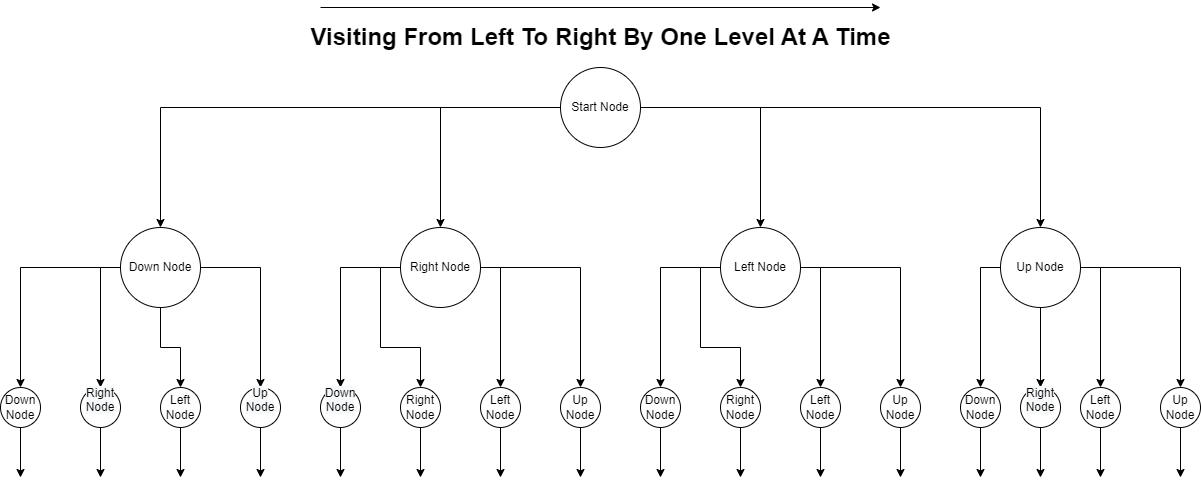 Visiting From Left To Right By One Level At A Time
Start Node
Down Node
Right Node
Left Node
Up Node
Down
Node
Right
Node
Left
Node
Up
Node
Down
Node
Right
Node
Left
Node
Up
Node
Down
Node
Right
Node
Left
Node
Up
Node
Down
Node
Right
Node
Left
Node
Up
Node